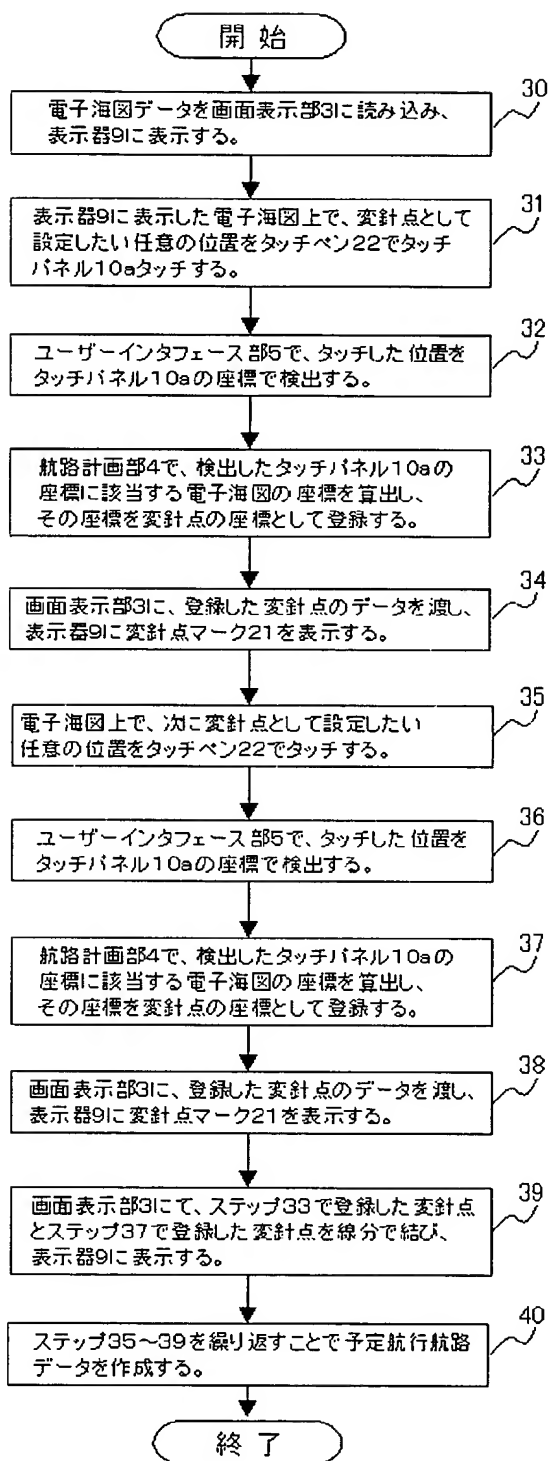 開始
30
電子海図データを画面表示部3に読み込み、
表示器9に表示する。
31
表示器9に表示した電子海図上で、変針点として
設定したい任意の位置をタッチペン22でタッチ
パネル10aタッチする。
32
ユーザーインタフェース部5で、タッチした位置を
タッチパネル10aの座標で検出する。
33
航路計画部4で、検出したタッチパネル10aの
座標に該当する電子海図の座標を算出し、
その座標を変針点の座標として登録する。
34
画面表示部3に、登録した変針点のデータを渡し、
表示器9に変針点マーク21を表示する。
35
電子海図上で、次に変針点として設定したい
任意の位置をタッチペン22でタッチする。
36
ユーザーインタフェース部5で、タッチした位置を
タッチパネル10aの座標で検出する。
37
航路計画部4で、検出したタッチパネル10aの
座標に該当する電子海図の座標を算出し、
その座標を変針点の座標として登録する。
38
画面表示部3に、登録した変針点のデータを渡し、
表示器9に変針点マーク21を表示する。
39
画面表示部3にて、ステップ33で登録した変針点
とステップ37で登録した変針点を線分で結び、
表示器9に表示する。
40
ステップ35～39を繰り返すことで予定航行航路
データを作成する。
終了